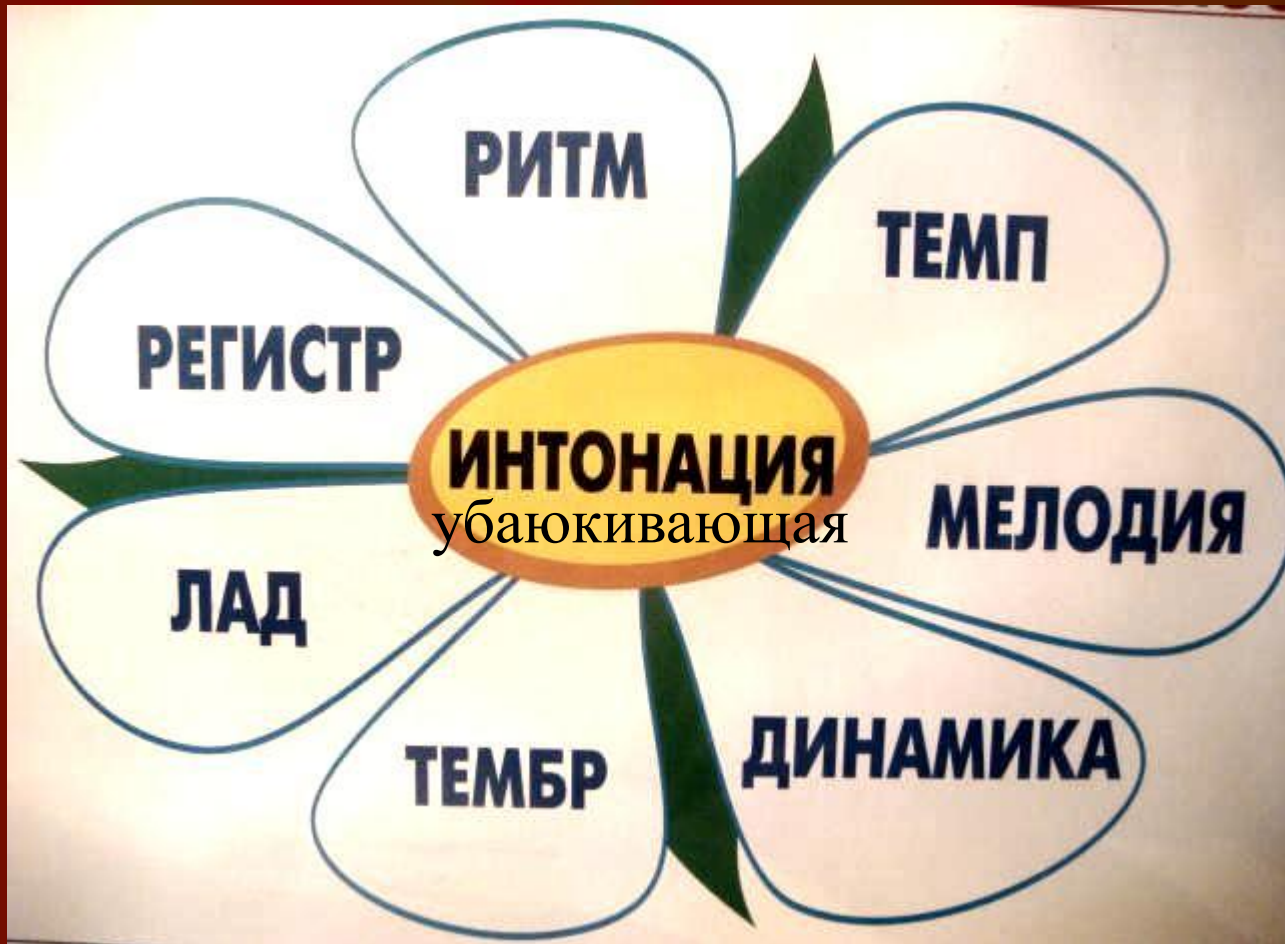 РИТМ
ТЕМП
РЕГИСТР
ИНТОНАЦИЯ
убаюкивающая
МЕЛОДИЯ
ЛАД
ДИНАМИКА
ТЕМБР